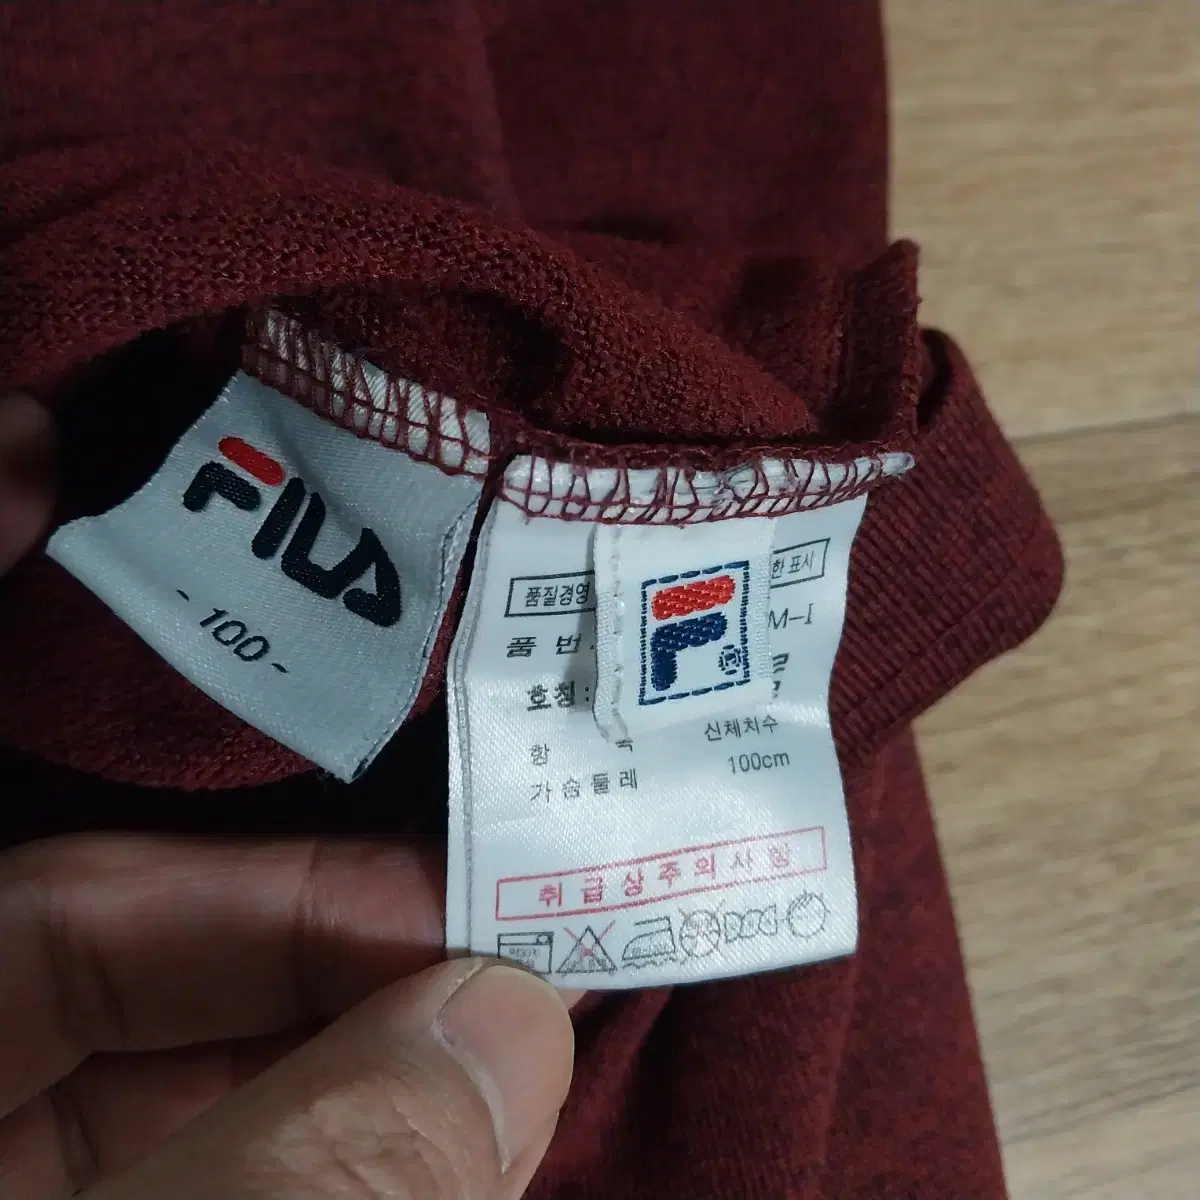 FILA
- 100 -
품질경영 한 표시
품 번 M-I
호칭 :
항 목 신체치수
가슴둘레 100cm
취급상주의사항
F ®